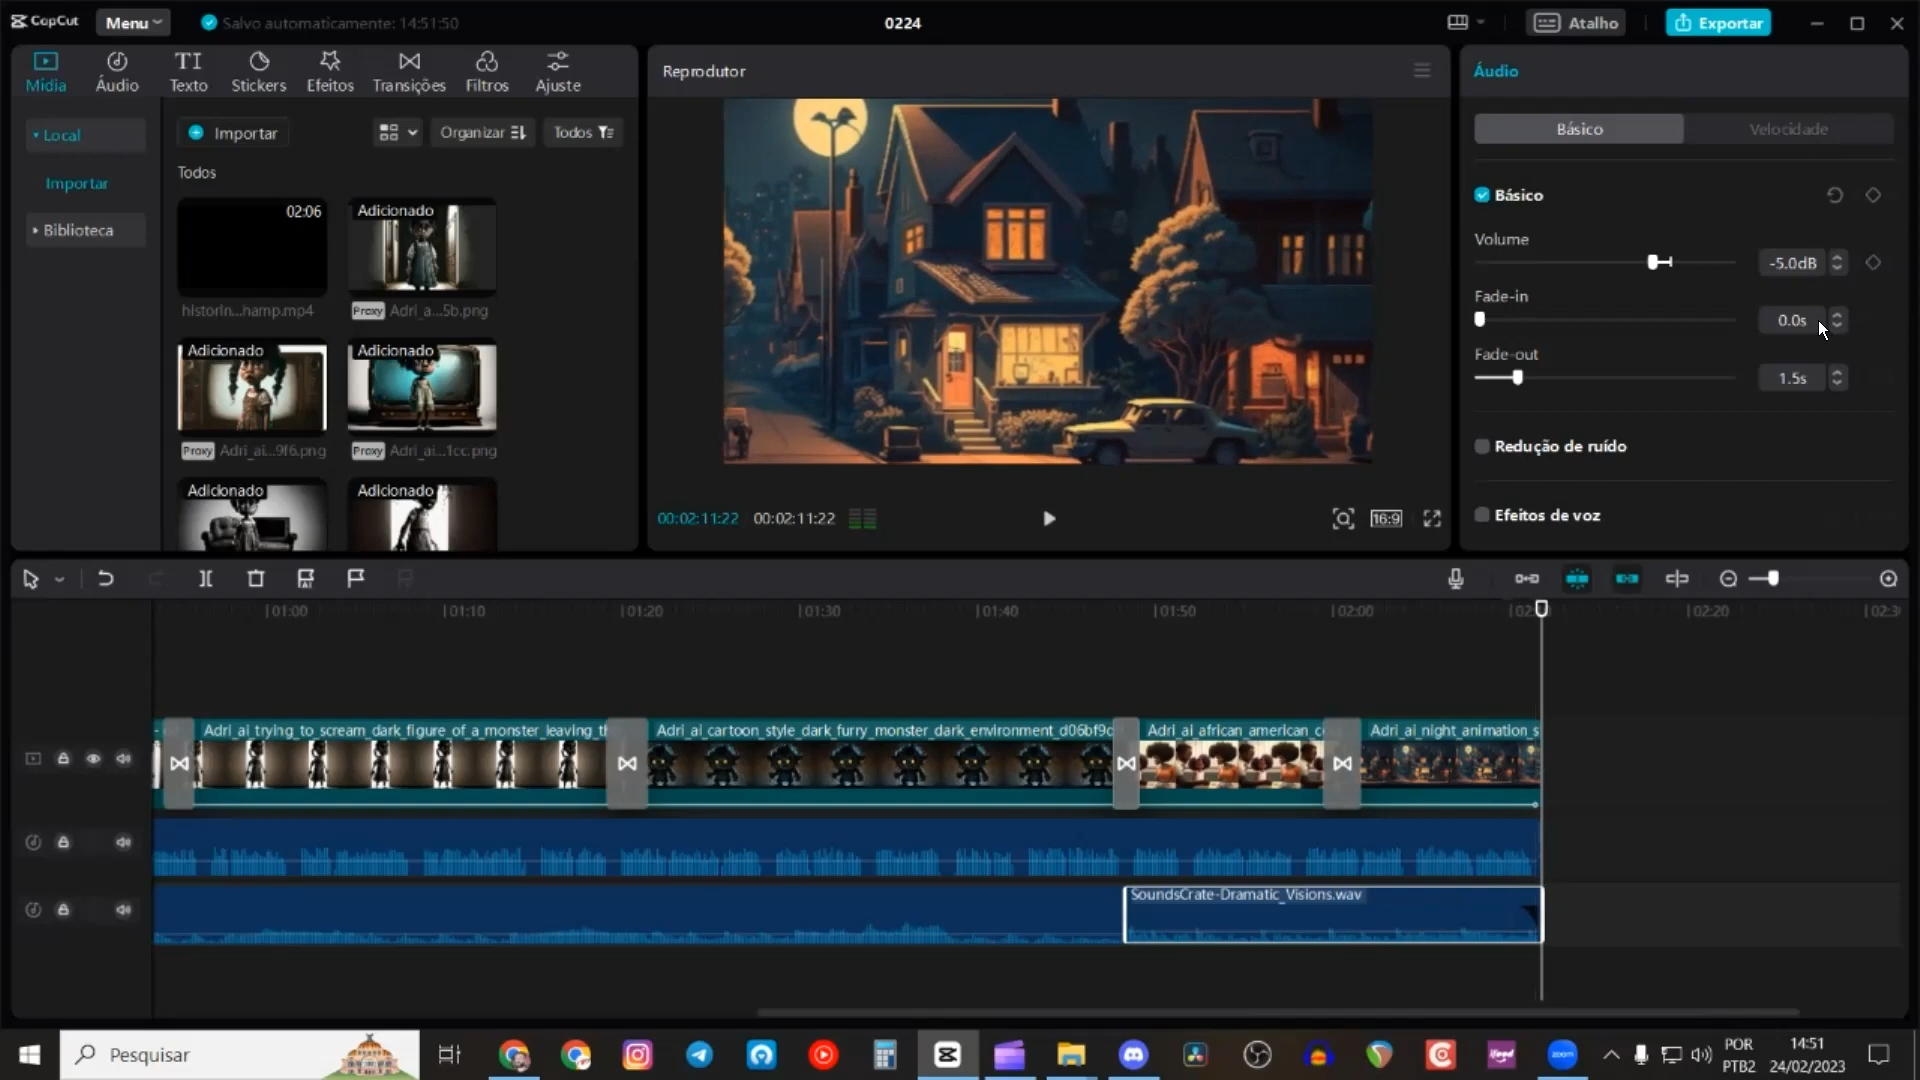 CapCut
Menu
Salvo automaticamente: 14:51:50
0224
Atalho
Exportar
Mídia
Áudio
Texto
Stickers
Efeitos
Transições
Filtros
Ajuste
Local
Importar
Biblioteca
Importar
Organizar
Todos
Todos
02:06
histórin...hamp.mp4
Adicionado
Proxy
Adri_a...5b.png
Adicionado
Proxy
Adri_ai...9f6.png
Adicionado
Proxy
Adri_ai...1cc.png
Adicionado
Adicionado
Reprodutor
00:02:11:22
00:02:11:22
16:9
Áudio
Básico
Velocidade
Básico
Volume
-5.0dB
Fade-in
0.0s
Fade-out
1.5s
Redução de ruído
Efeitos de voz
01:00
01:10
01:20
01:30
01:40
01:50
02:00
02:20
Adri_ai_trying_to_scream_dark_figure_of_a_monster_leaving_t
Adri_ai_cartoon_style_dark_furry_monster_dark_environment_d06bf9c
Adri_ai_african_american_c
Adri_ai_night_animation_s
SoundsCrate-Dramatic_Visions.wav
Pesquisar
ifood
zoom
POR
PTB2
14:51
24/02/2023